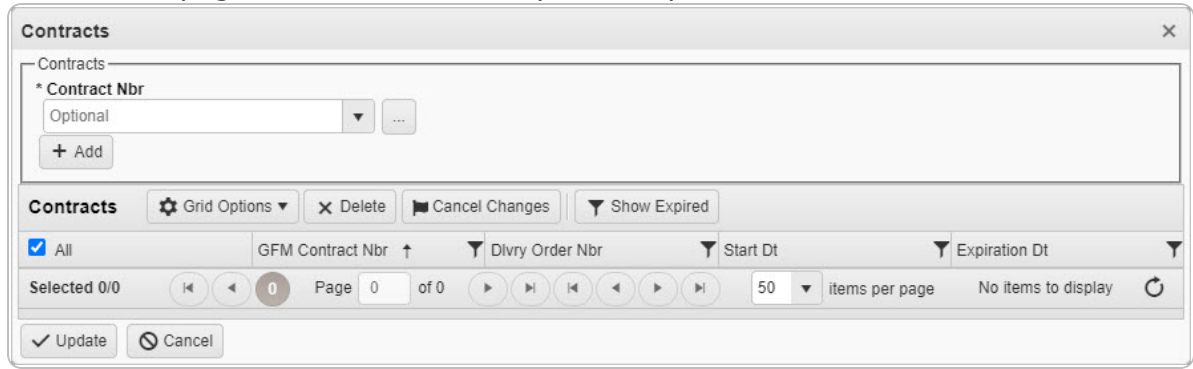 Contracts
Contracts
* Contract Nbr
Optional
...
+ Add
Contracts Grid Options Delete Cancel Changes Show Expired
All GFM Contract Nbr ↑ Dlvry Order Nbr Start Dt Expiration Dt
Selected 0/0 0 Page 0 of 0 50 items per page No items to display
Update Cancel